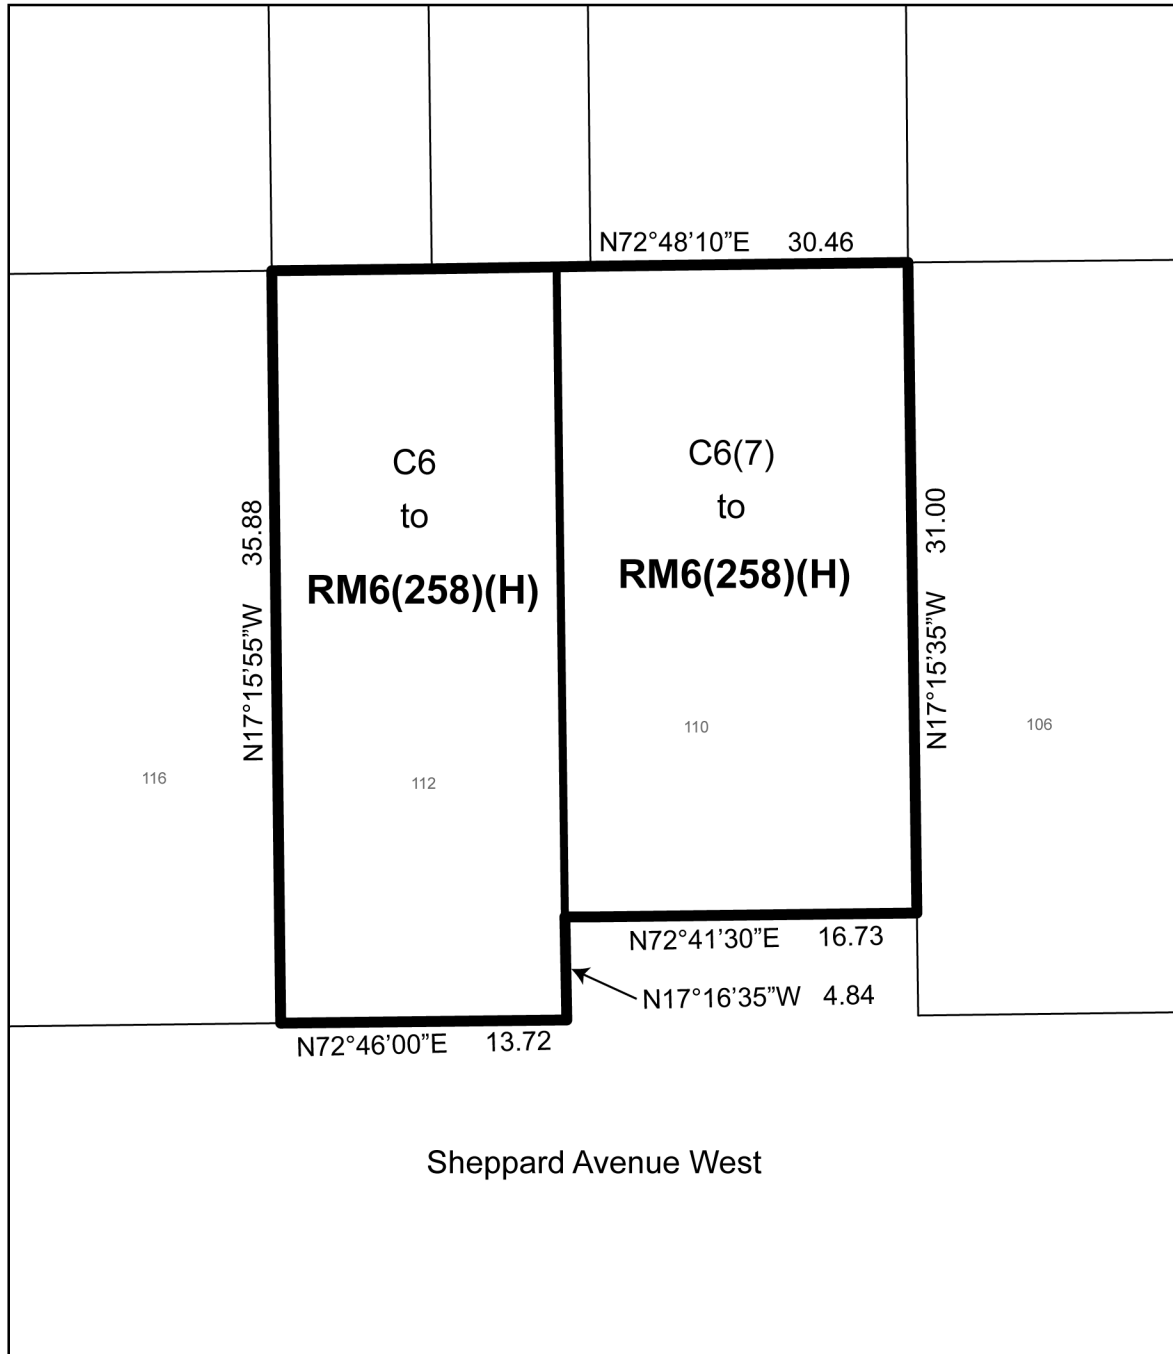 N72°48’10”E 30.46
C6
to
RM6(258)(H)
C6(7)
to
RM6(258)(H)
N17°15’55”W 35.88
N17°15’35”W 31.00
116
112
110
106
N72°41’30”E 16.73
N17°16’35”W 4.84
N72°46’00”E 13.72
Sheppard Avenue West